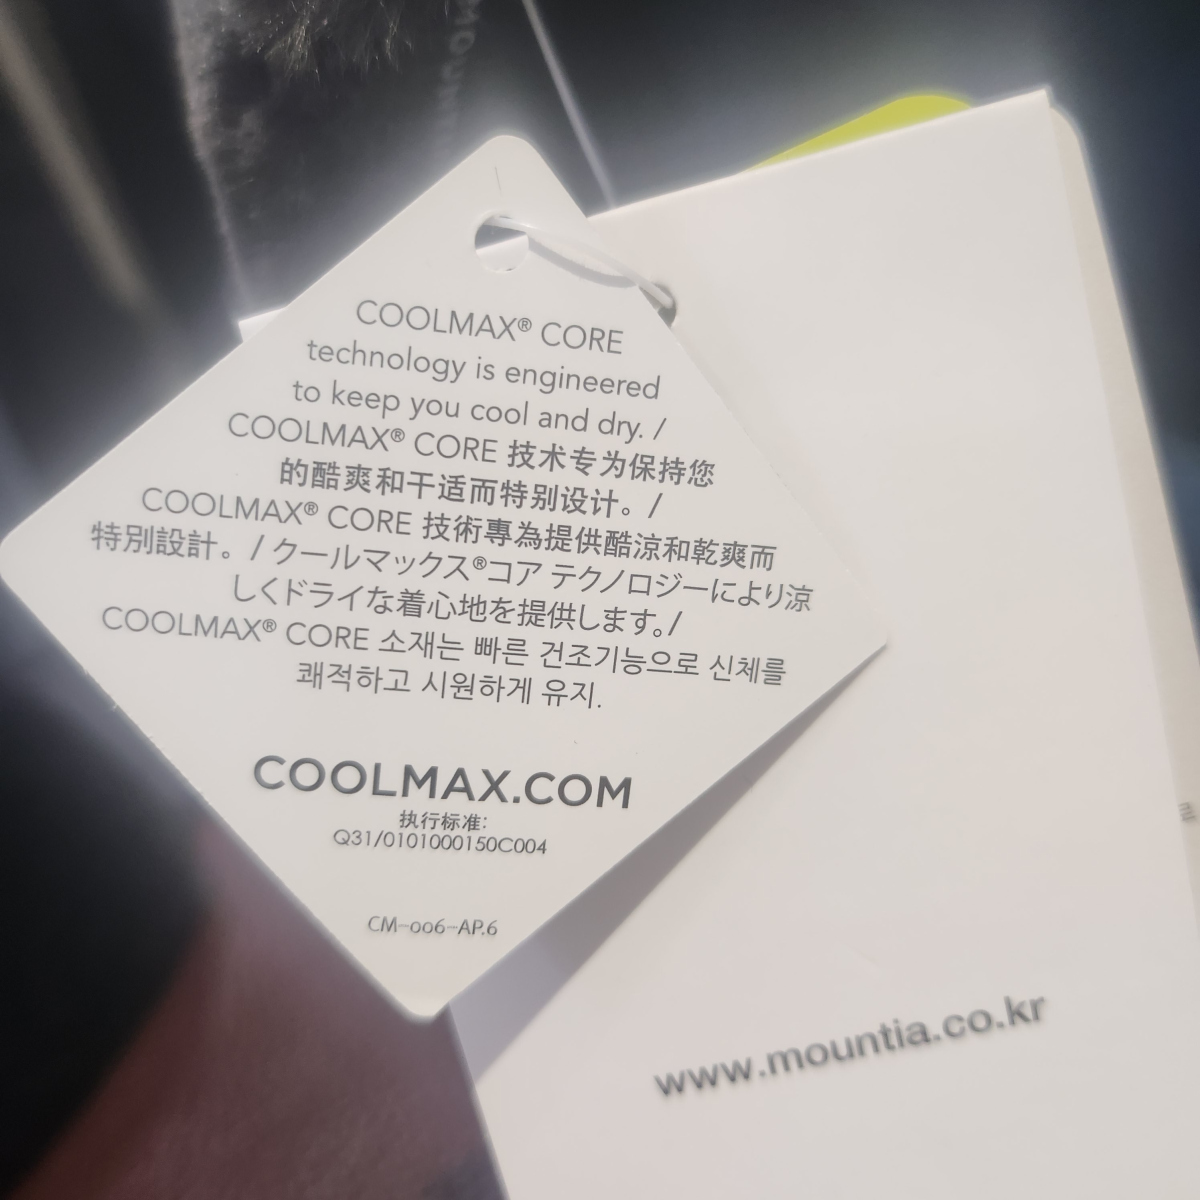 COOLMAX® CORE
technology is engineered
to keep you cool and dry. /
COOLMAX® CORE 技术专为保持您
的酷爽和干适而特别设计。/
COOLMAX® CORE 技術專為提供酷涼和乾爽而
特別設計。/ クールマックス®コア テクノロジーにより涼
しくドライな着心地を提供します。/
COOLMAX® CORE 소재는 빠른 건조기능으로 신체를
쾌적하고 시원하게 유지.
COOLMAX.COM
执行标准:
Q31/0101000150C004
CM-006-AP.6
www.mountia.co.kr